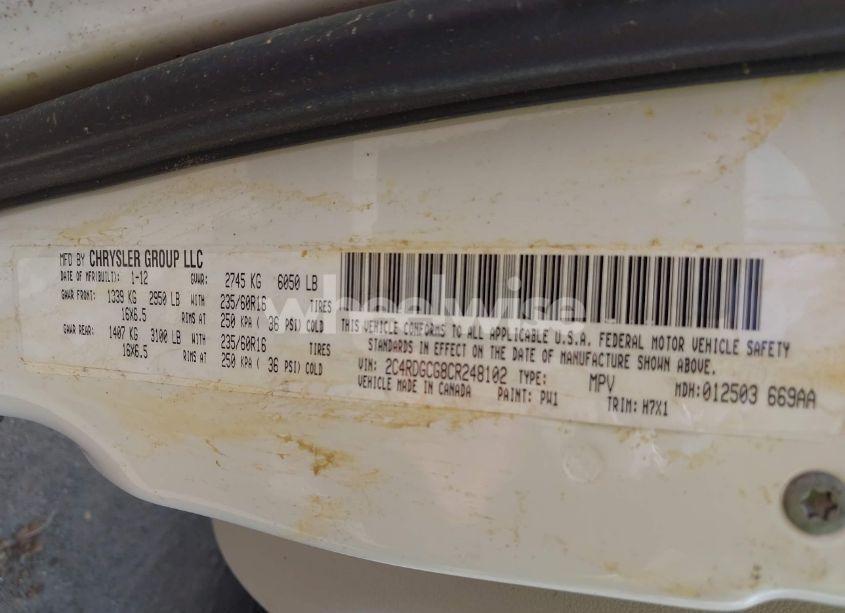 MFD BY CHRYSLER GROUP LLC
DATE OF MFR(BUILT): 1-12 GVWR: 2745 KG 6050 LB
GAWR FRONT: 1339 KG 2950 LB WITH 235/60R16 TIRES
16X6.5 RIMS AT 250 KPA ( 36 PSI) COLD
GAWR REAR: 1407 KG 3100 LB WITH 235/60R16 TIRES
16X6.5 RIMS AT 250 KPA ( 36 PSI) COLD
THIS VEHICLE CONFORMS TO ALL APPLICABLE U.S.A. FEDERAL MOTOR VEHICLE SAFETY
STANDARDS IN EFFECT ON THE DATE OF MANUFACTURE SHOWN ABOVE.
VIN: 2C4RDGCG8CR248102 TYPE: MPV MDH:012503 669AA
VEHICLE MADE IN CANADA PAINT: PW1 TRIM: H7X1
wheelwise